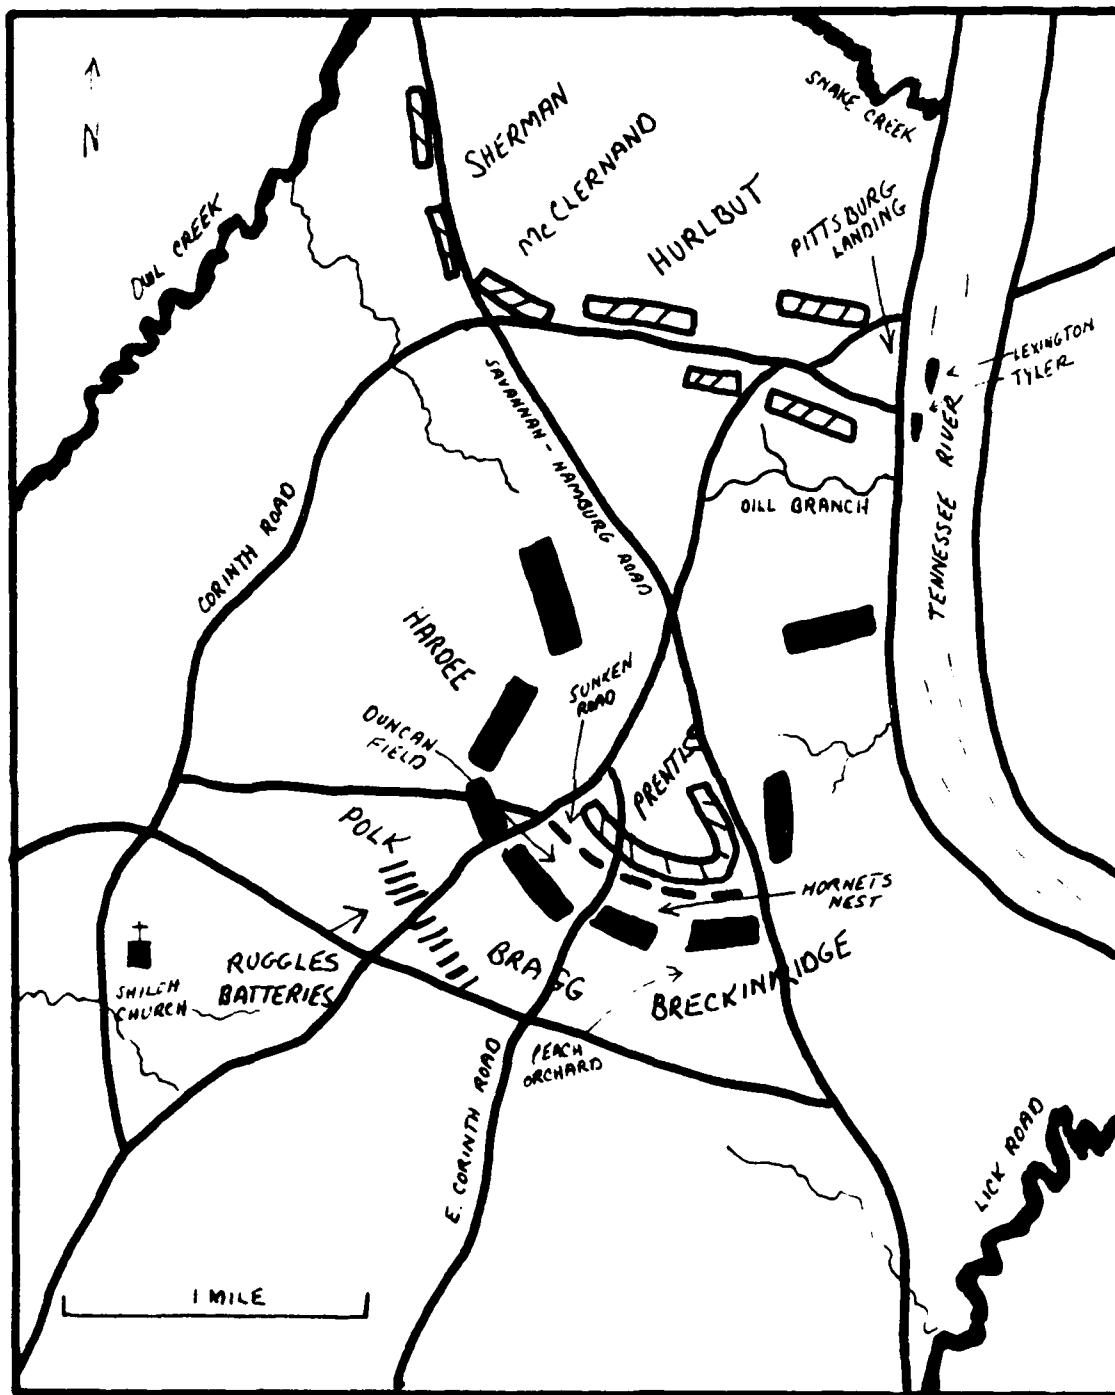 N
SNAKE CREEK
SHERMAN
McCLERNAND
HURLBUT
PITTSBURG
LANDING
OWL CREEK
LEXINGTON
TYLER
SAVANNAH - HAMBURG ROAD
TENNESSEE RIVER
DILL BRANCH
CORINTH ROAD
HARDEE
SUNKEN
ROAD
DUNCAN
FIELD
PRENTISS
POLK
HORNETS
NEST
RUGGLES
BATTERIES
BRAGG
BRECKINRIDGE
SHILOH
CHURCH
PEACH
ORCHARD
E. CORINTH ROAD
LICK ROAD
1 MILE